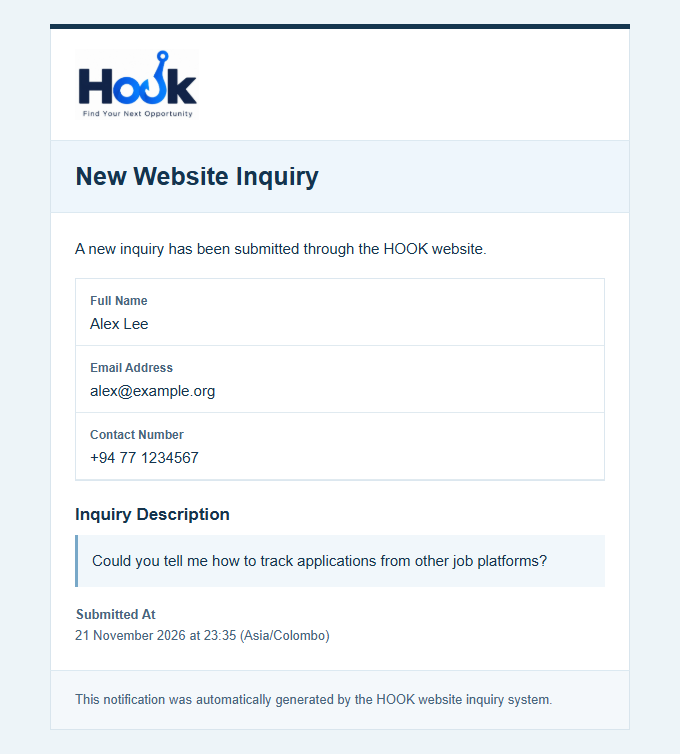 Hook
Find Your Next Opportunity
New Website Inquiry
A new inquiry has been submitted through the HOOK website.
Full Name
Alex Lee
Email Address
alex@example.org
Contact Number
+94 77 1234567
Inquiry Description
Could you tell me how to track applications from other job platforms?
Submitted At
21 November 2026 at 23:35 (Asia/Colombo)
This notification was automatically generated by the HOOK website inquiry system.